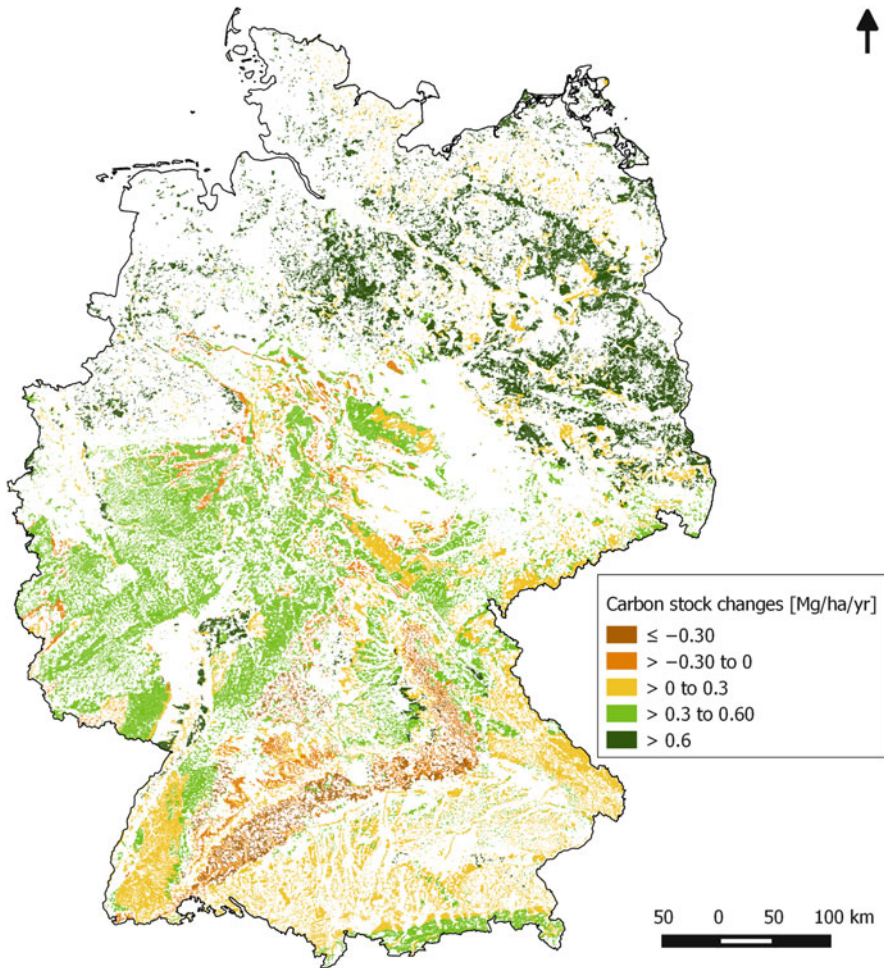 Carbon stock changes [Mg/ha/yr]
≤ −0.30
> −0.30 to 0
> 0 to 0.3
> 0.3 to 0.60
> 0.6
50 0 50 100 km